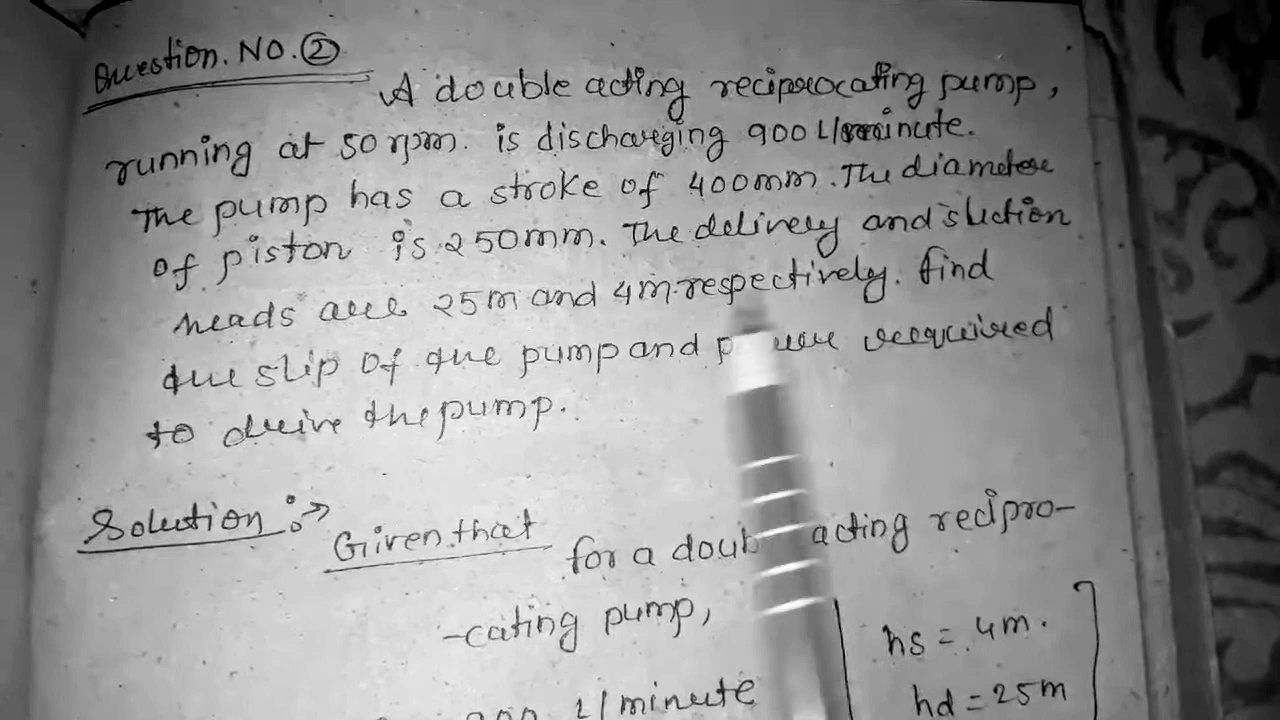 Question. NO. ②
A double acting reciprocating pump,
running at 50 rpm. is discharging 900 L/minute.
The pump has a stroke of 400mm. The diameter
of piston is 250mm. The delivery and suction
heads are 25m and 4m respectively. find
the slip of the pump and required
to drive the pump.
Solution :→
Given that
for a acting recipro-
-cating pump,
hs = 4m.
l/minute
hd = 25m